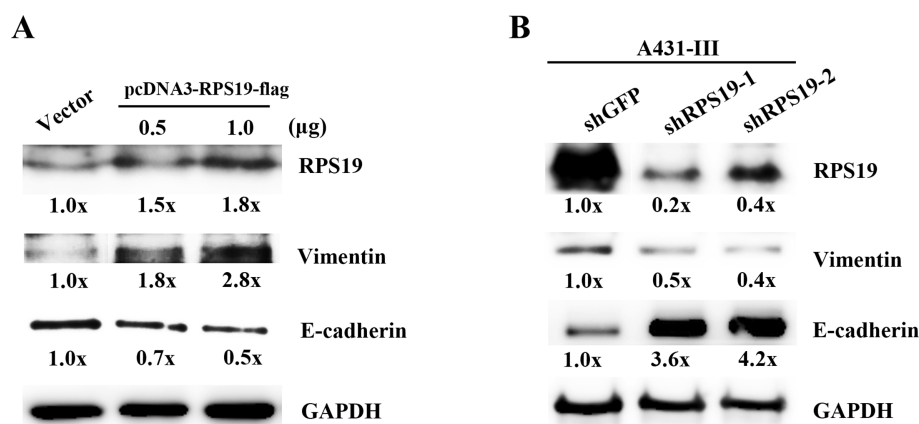 A
Vector
pcDNA3-RPS19-flag
0.5 1.0 (μg)
RPS19
1.0x 1.5x 1.8x
Vimentin
1.0x 1.8x 2.8x
E-cadherin
1.0x 0.7x 0.5x
GAPDH
B
A431-III
shGFP shRPS19-1 shRPS19-2
RPS19
1.0x 0.2x 0.4x
Vimentin
1.0x 0.5x 0.4x
E-cadherin
1.0x 3.6x 4.2x
GAPDH